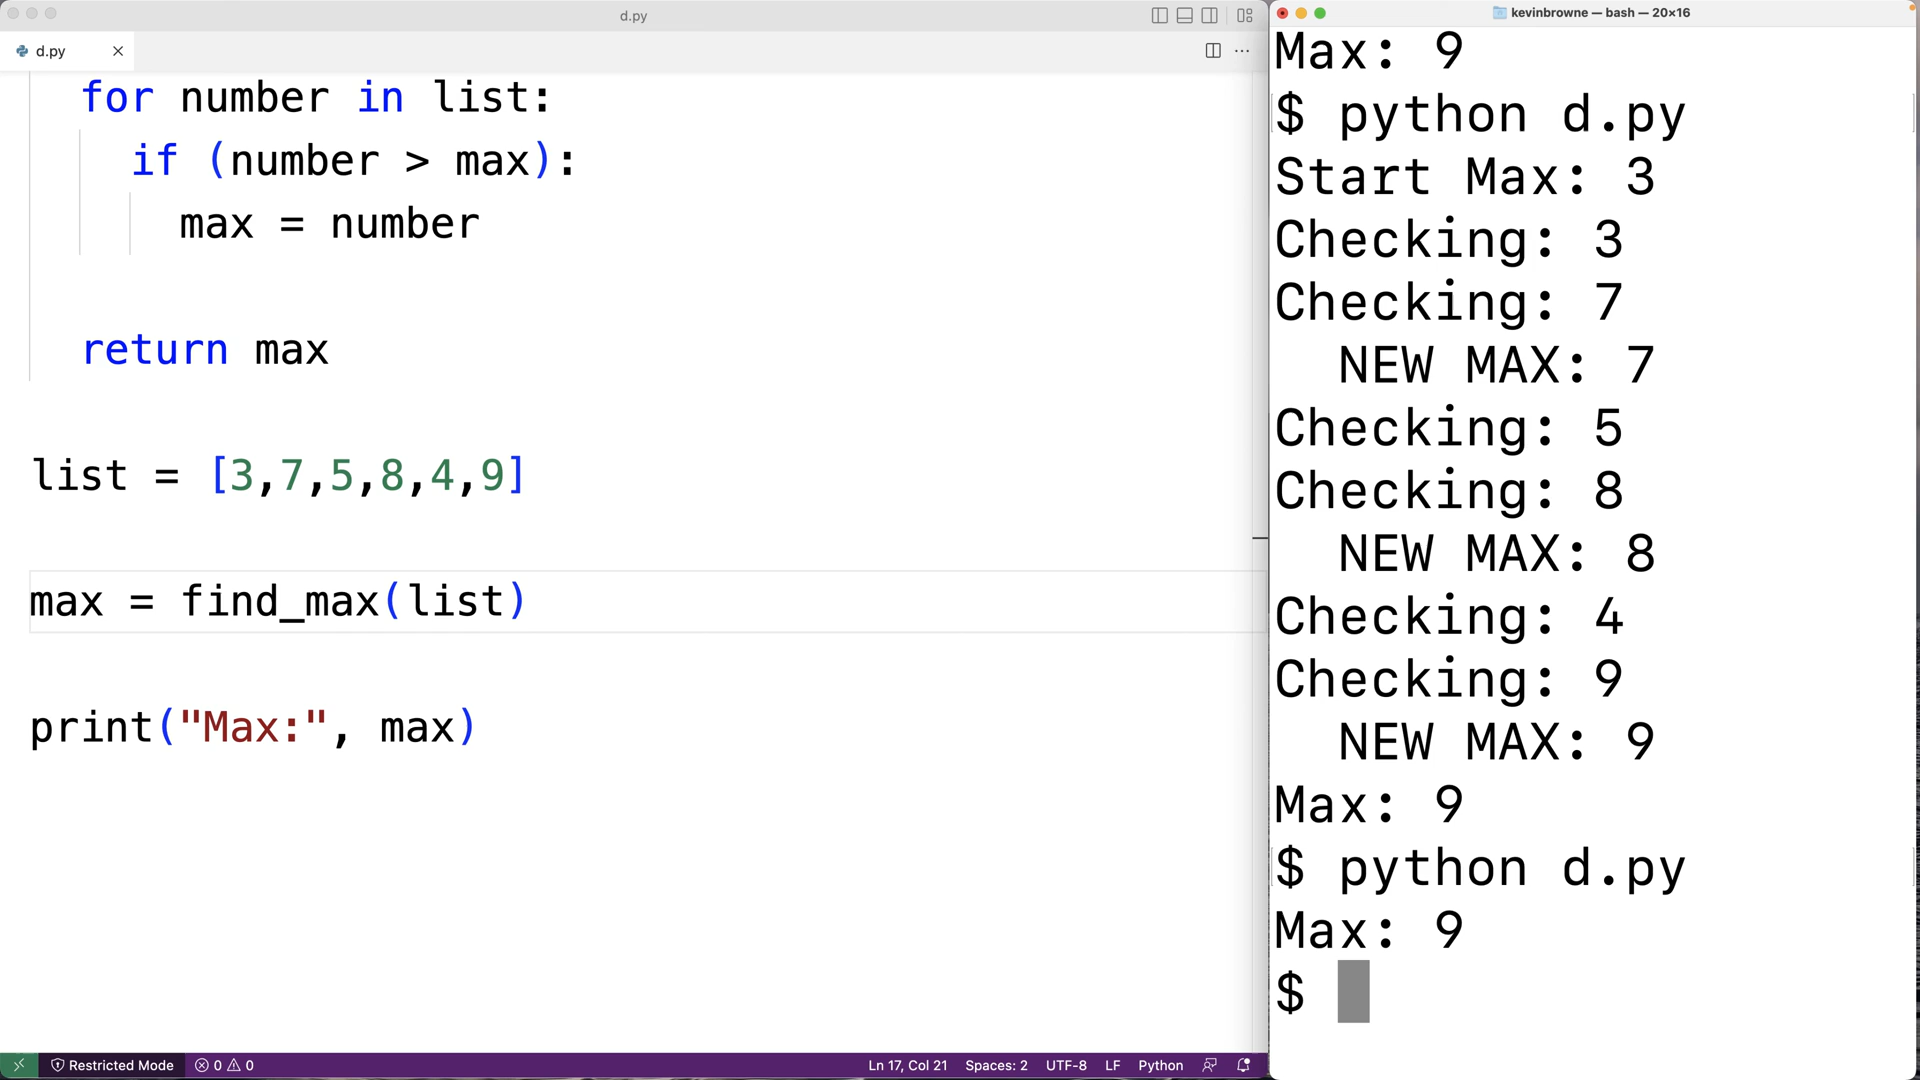 d.py
d.py
for number in list:
if (number > max):
max = number
return max
list = [3,7,5,8,4,9]
max = find_max(list)
print("Max:", max)
Restricted Mode
0 0
Ln 17, Col 21
Spaces: 2
UTF-8
LF
Python
kevinbrowne — bash — 20×16
Max: 9
$ python d.py
Start Max: 3
Checking: 3
Checking: 7
NEW MAX: 7
Checking: 5
Checking: 8
NEW MAX: 8
Checking: 4
Checking: 9
NEW MAX: 9
Max: 9
$ python d.py
Max: 9
$